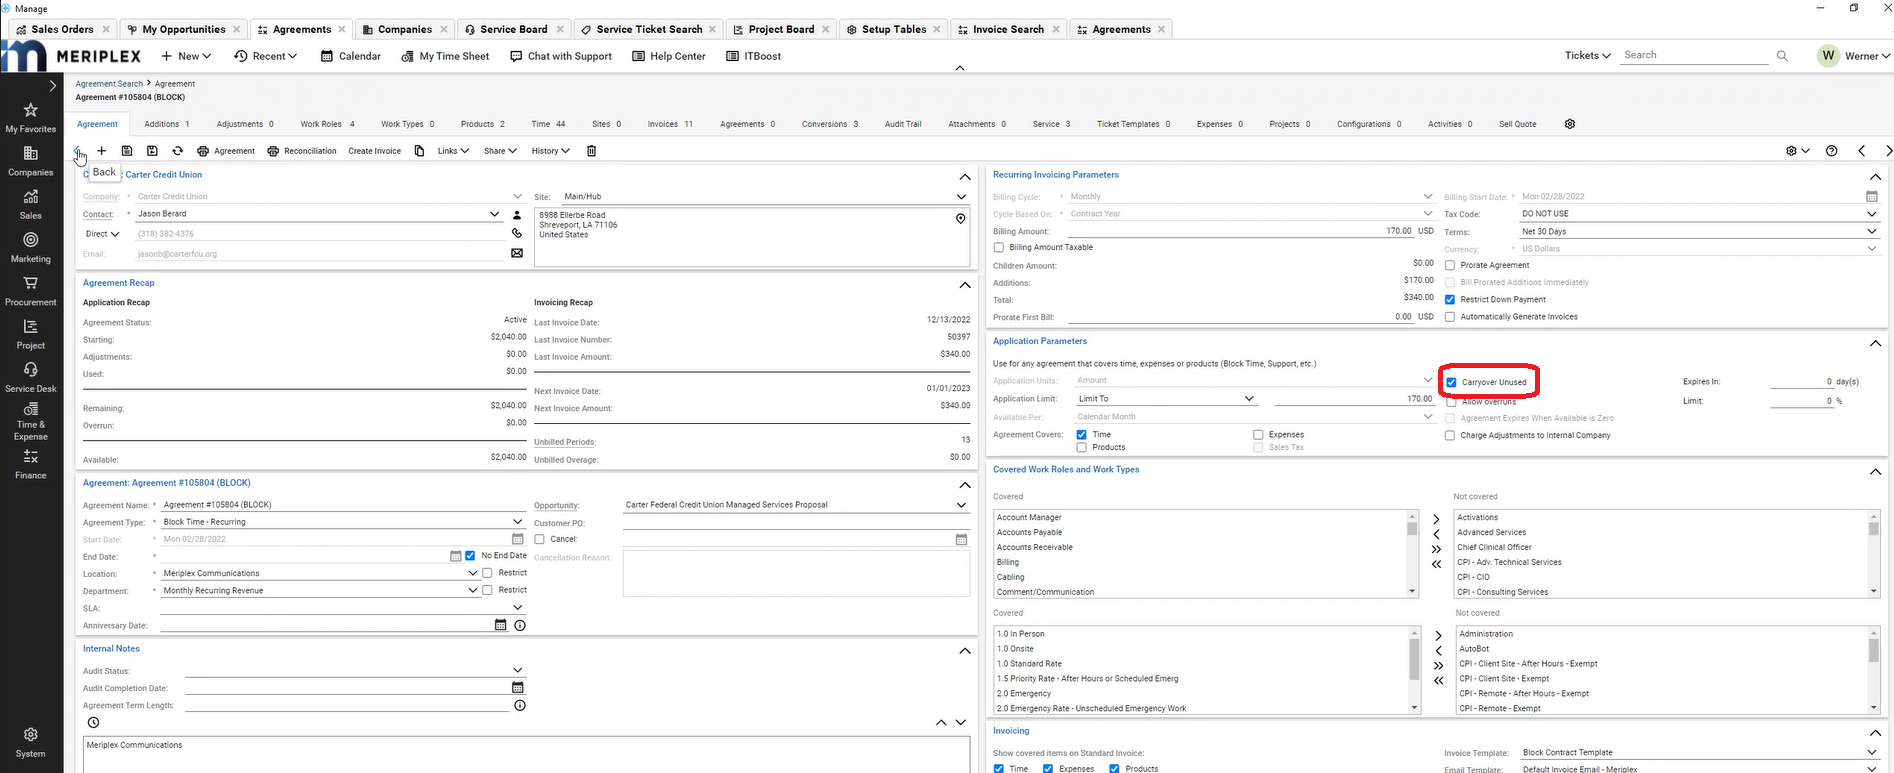 Manage
Sales Orders
My Opportunities
Agreements
Companies
Service Board
Service Ticket Search
Project Board
Setup Tables
Invoice Search
Agreements
m MERIPLEX
New
Recent
Calendar
My Time Sheet
Chat with Support
Help Center
ITBoost
Tickets
Search
W
Werner
My Favorites
Companies
Sales
Marketing
Procurement
Project
Service Desk
Time &
Expense
Finance
System
Agreement Search > Agreement
Agreement #105804 (BLOCK)
Agreement
Additions 1
Adjustments 0
Work Roles 4
Work Types 0
Products 2
Time 44
Sites 0
Invoices 11
Agreements 0
Conversions 3
Audit Trail
Attachments 0
Service 3
Ticket Templates 0
Expenses 0
Projects 0
Configurations 0
Activities 0
Sell Quote
Agreement
Reconciliation
Create Invoice
Links
Share
History
Back
C : Carter Credit Union
Company: * Carter Credit Union
Contact: * Jason Berard
Direct (318) 382-4376
Email: jasonb@carterfcu.org
Site: Main/Hub
8988 Ellerbe Road
Shreveport, LA 71106
United States
Agreement Recap
Application Recap
Agreement Status: Active
Starting: $2,040.00
Adjustments: $0.00
Used: $0.00
Remaining: $2,040.00
Overrun: $0.00
Available: $2,040.00
Invoicing Recap
Last Invoice Date: 12/13/2022
Last Invoice Number: 50397
Last Invoice Amount: $340.00
Next Invoice Date: 01/01/2023
Next Invoice Amount: $340.00
Unbilled Periods: 13
Unbilled Overage: $0.00
Agreement: Agreement #105804 (BLOCK)
Agreement Name: * Agreement #105804 (BLOCK)
Agreement Type: * Block Time - Recurring
Start Date: * Mon 02/28/2022
End Date: * No End Date
Location: * Meriplex Communications Restrict
Department: * Monthly Recurring Revenue Restrict
SLA:
Anniversary Date:
Opportunity: Carter Federal Credit Union Managed Services Proposal
Customer PO:
Cancel:
Cancellation Reason:
Internal Notes
Audit Status:
Audit Completion Date:
Agreement Term Length:
Meriplex Communications
Recurring Invoicing Parameters
Billing Cycle: * Monthly
Cycle Based On: * Contract Year
Billing Amount: 170.00 USD
Billing Amount Taxable
Children Amount: $0.00
Additions: $170.00
Total: $340.00
Prorate First Bill: 0.00 USD
Billing Start Date: * Mon 02/28/2022
Tax Code: DO NOT USE
Terms: Net 30 Days
Currency: * US Dollars
Prorate Agreement
Bill Prorated Additions Immediately
Restrict Down Payment
Automatically Generate Invoices
Application Parameters
Use for any agreement that covers time, expenses or products (Block Time, Support, etc.)
Application Units: Amount
Application Limit: Limit To 170.00
Available Per: Calendar Month
Agreement Covers: Time Expenses
Products Sales Tax
Carryover Unused
Allow overruns
Agreement Expires When Available is Zero
Charge Adjustments to Internal Company
Expires In: 0 day(s)
Limit: 0 %
Covered Work Roles and Work Types
Covered
Account Manager
Accounts Payable
Accounts Receivable
Billing
Cabling
Comment/Communication
Not covered
Activations
Advanced Services
Chief Clinical Officer
CPI - Adv. Technical Services
CPI - CIO
CPI - Consulting Services
Covered
1.0 In Person
1.0 Onsite
1.0 Standard Rate
1.5 Priority Rate - After Hours or Scheduled Emerg
2.0 Emergency
2.0 Emergency Rate - Unscheduled Emergency Work
Not covered
Administration
AutoBot
CPI - Client Site - After Hours - Exempt
CPI - Client Site - Exempt
CPI - Remote - After Hours - Exempt
CPI - Remote - Exempt
Invoicing
Show covered items on Standard Invoice:
Time Expenses Products
Invoice Template: Block Contract Template
Email Template: Default Invoice Email - Meriplex